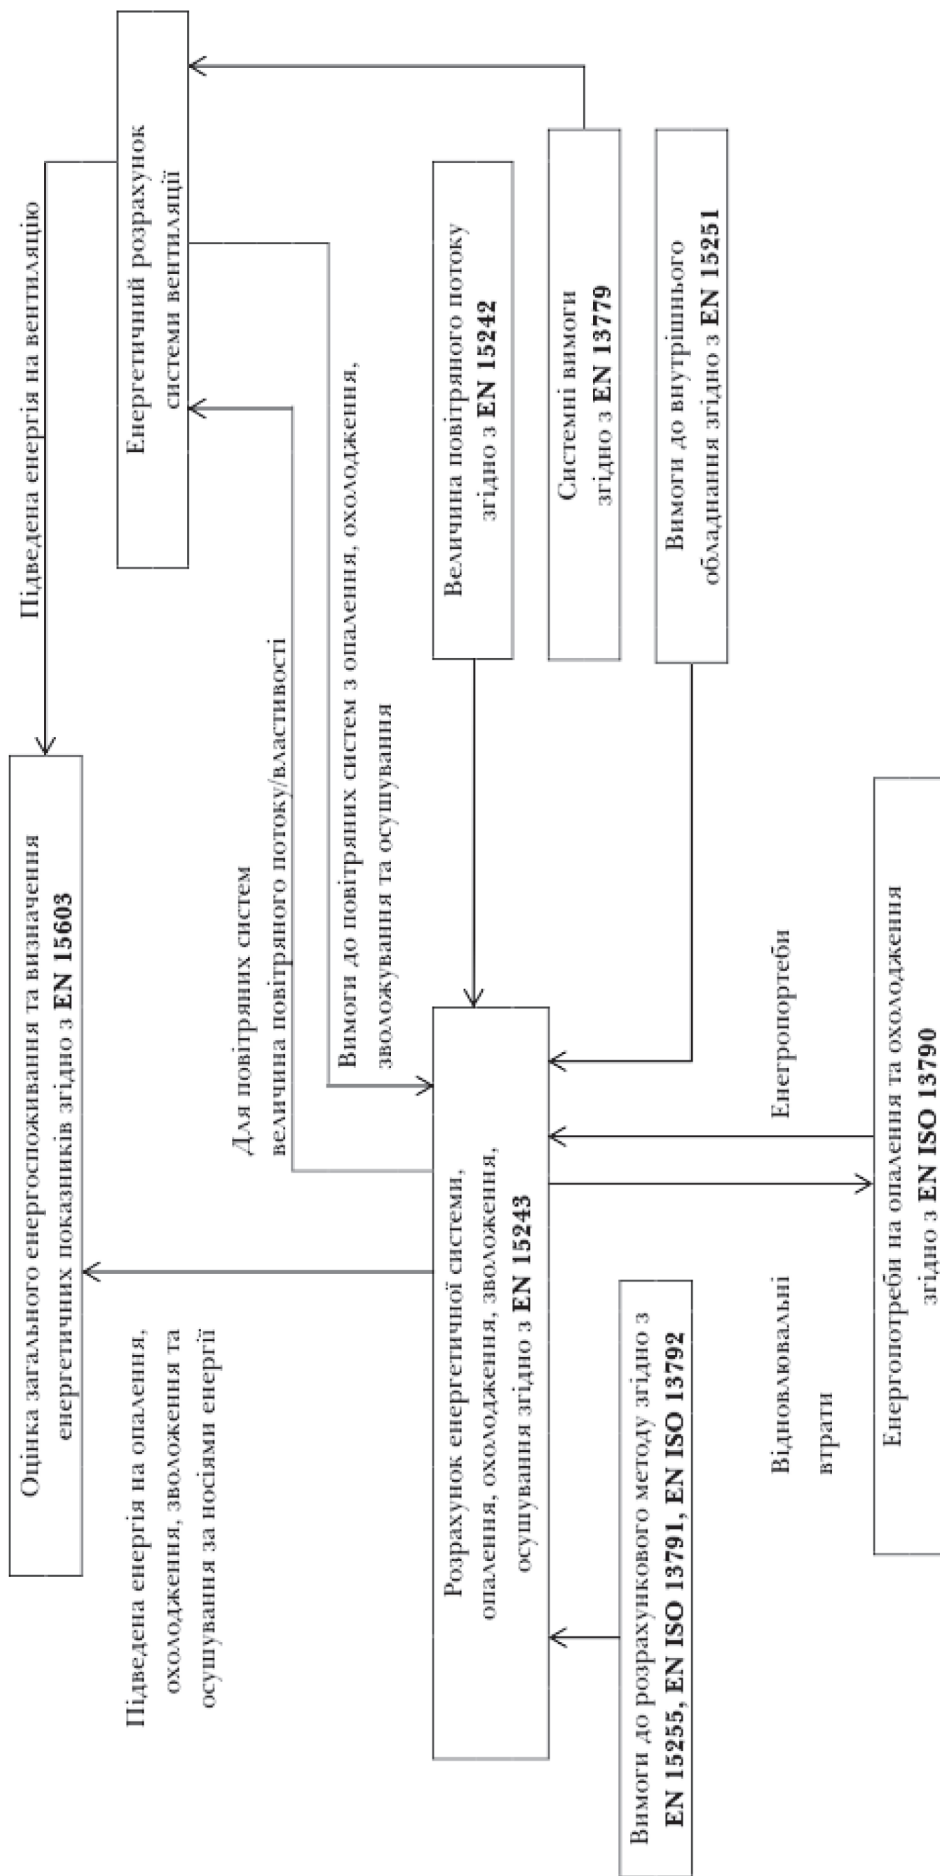 Оцінка загального енергоспоживання та визначення
енергетичних показників згідно з EN 15603
Підведена енергія на вентиляцію
Підведена енергія на опалення,
охолодження, зволоження та
осушування за носіями енергії
Енергетичний розрахунок
системи вентиляції
Для повітряних систем
величина повітряного потоку/властивості
Вимоги до повітряних систем з опалення, охолодження,
зволожування та осушування
Розрахунок енергетичної системи,
опалення, охолодження, зволоження,
осушування згідно з EN 15243
Величина повітряного потоку
згідно з EN 15242
Системні вимоги
згідно з EN 13779
Вимоги до внутрішнього
обладнання згідно з EN 15251
Вимоги до розрахункового методу згідно з
EN 15255, EN ISO 13791, EN ISO 13792
Відновлювальні
втрати
Енегропортеби
Енергопотреби на опалення та охолодження
згідно з EN ISO 13790